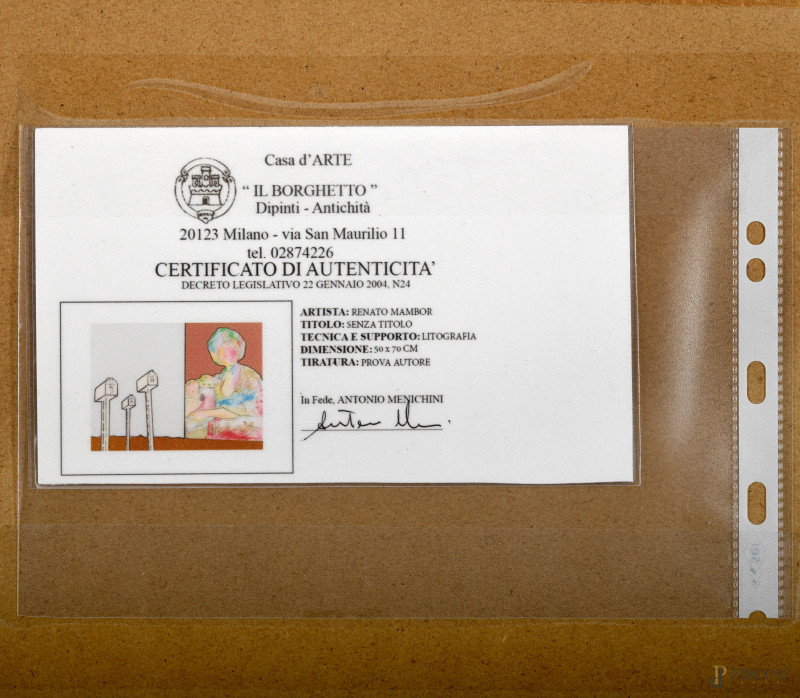 Casa d'ARTE
“ IL BORGHETTO ”
Dipinti - Antichità
20123 Milano - via San Maurilio 11
tel. 02874226
CERTIFICATO DI AUTENTICITA'
DECRETO LEGISLATIVO 22 GENNAIO 2004, N24
ARTISTA: RENATO MAMBOR
TITOLO: SENZA TITOLO
TECNICA E SUPPORTO: LITOGRAFIA
DIMENSIONE: 50 X 70 CM
TIRATURA: PROVA AUTORE
In Fede, ANTONIO MENICHINI